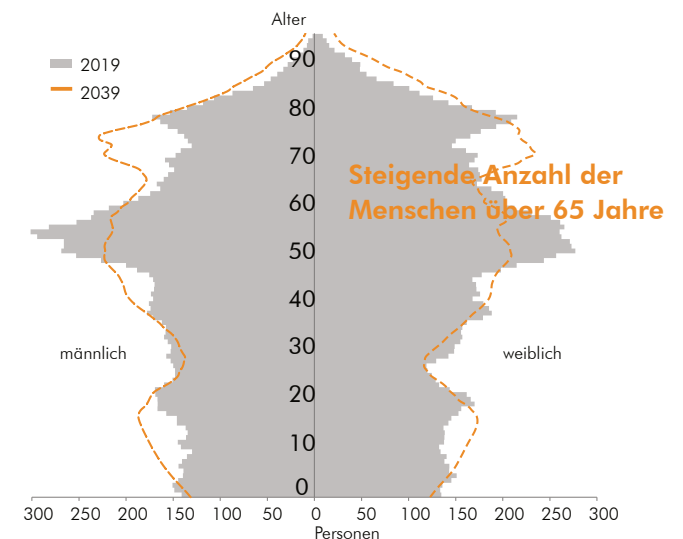 Alter
2019
2039
90
80
70
Steigende Anzahl der
60
Menschen über 65 Jahre
50
40
30
männlich
weiblich
20
10
0
300 250 200 150 100 50 0 50 100 150 200 250 300
Personen